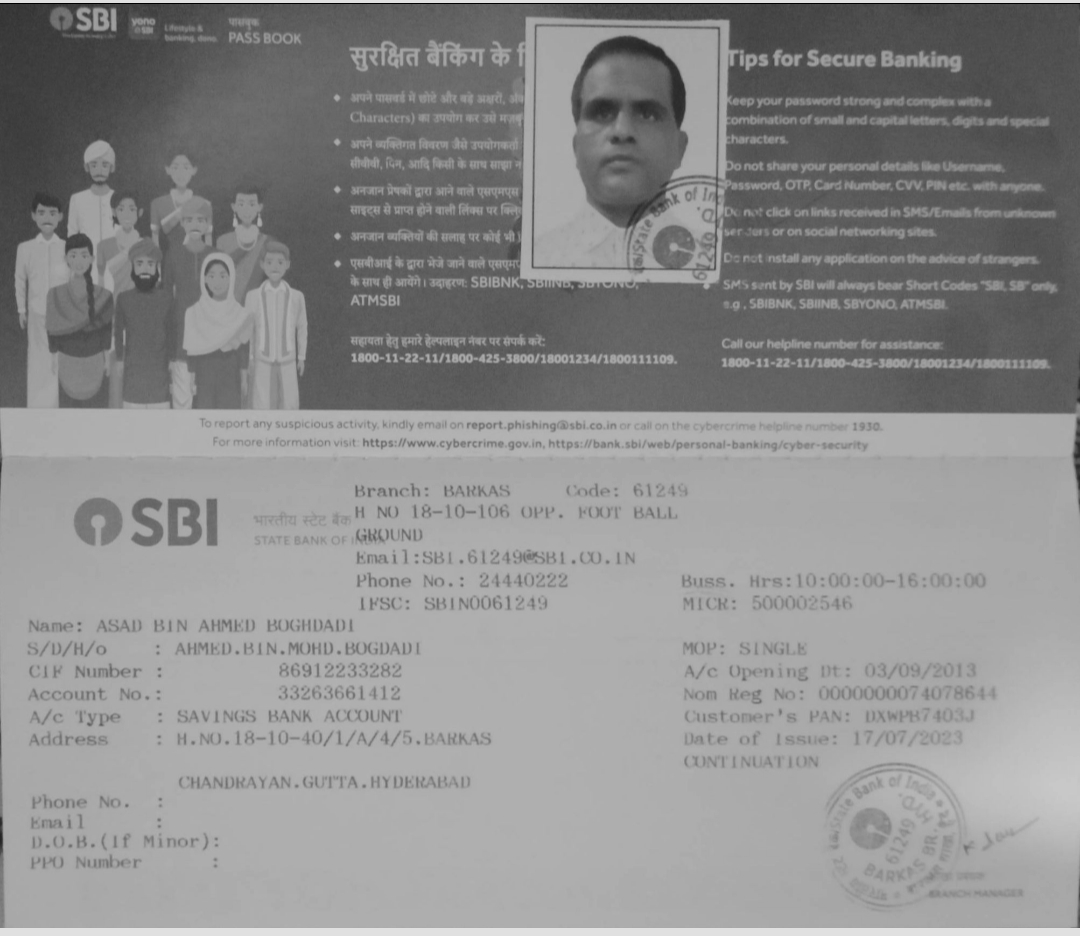 SBI
yono
SBI
Lifestyle &
banking, done.
पासबुक
PASS BOOK
सुरक्षित बैंकिंग के
अपने पासवर्ड में छोटे और बड़े अक्षरों,
Characters) का उपयोग कर उसे
अपने व्यक्तिगत विवरण जैसे
सीवीवी, पिन, आदि किसी के साथ साझा न
अनजान प्रेषकों द्वारा आने वाले एसएमएस
साइट्स से प्राप्त होने वाली लिंक्स पर
अनजान व्यक्तियों की सलाह पर कोई भी
एसबीआई के द्वारा भेजे जाने वाले
के साथ ही आयेंगे। उदाहरण: SBIBNK, SBIINB, SBYONO,
ATMSBI
सहायता हेतु हमारे हेल्पलाइन नंबर पर संपर्क करें:
1800-11-22-11/1800-425-3800/18001234/1800111109.
Tips for Secure Banking
Keep your password strong and complex with a
combination of small and capital letters, digits and special
characters.
Do not share your personal details like Username,
Password, OTP, Card Number, CVV, PIN etc. with anyone.
Do not click on links received in SMS/Emails from unknown
senders or on social networking sites.
Do not install any application on the advice of strangers.
SMS sent by SBI will always bear Short Codes "SBI, SB" only,
e.g., SBIBNK, SBIINB, SBYONO, ATMSBI.
Call our helpline number for assistance:
1800-11-22-11/1800-425-3800/18001234/1800111109.
State Bank of Ind
61249
To report any suspicious activity, kindly email on report.phishing@sbi.co.in or call on the cybercrime helpline number 1930.
For more information visit: https://www.cybercrime.gov.in, https://bank.sbi/web/personal-banking/cyber-security
SBI
भारतीय स्टेट बैंक
STATE BANK OF INDIA
Branch: BARKAS Code: 61249
H NO 18-10-106 OPP. FOOT BALL
GROUND
Email:SBI.61249@SBI.CO.IN
Phone No.: 24440222 Buss. Hrs:10:00:00-16:00:00
IFSC: SBIN0061249 MICR: 500002546
Name: ASAD BIN AHMED BOGHDADI
S/D/H/o : AHMED.BIN.MOHD.BOGDADI MOP: SINGLE
CIF Number : 86912233282 A/c Opening Dt: 03/09/2013
Account No.: 33263661412 Nom Reg No: 0000000074078644
A/c Type : SAVINGS BANK ACCOUNT Customer's PAN: DXWPB7403J
Address : H.NO.18-10-40/1/A/4/5.BARKAS Date of Issue: 17/07/2023
CONTINUATION
CHANDRAYAN.GUTTA.HYDERABAD
Phone No. :
Email :
D.O.B.(If Minor):
PPO Number :
State Bank of India
HYD.
61249
BARKAS BR.
BRANCH MANAGER